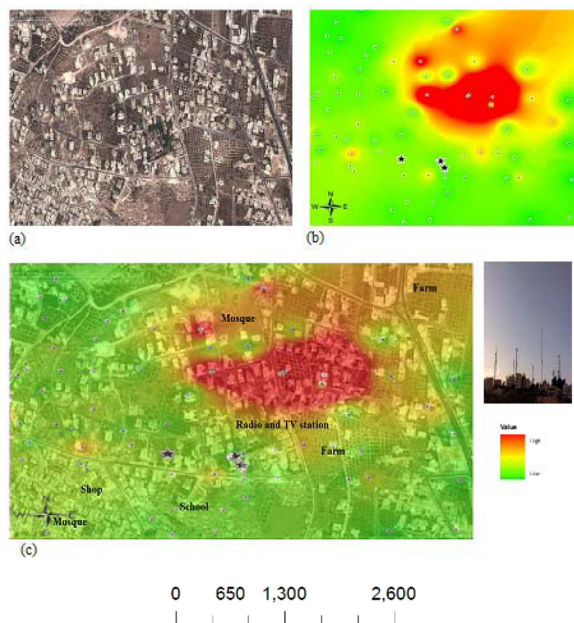 (a)
(b)
N
W E
S
Farm
Mosque
Radio and TV station
Farm
Shop
School
Mosque
E
Value
High
Low
(c)
0 650 1,300 2,600